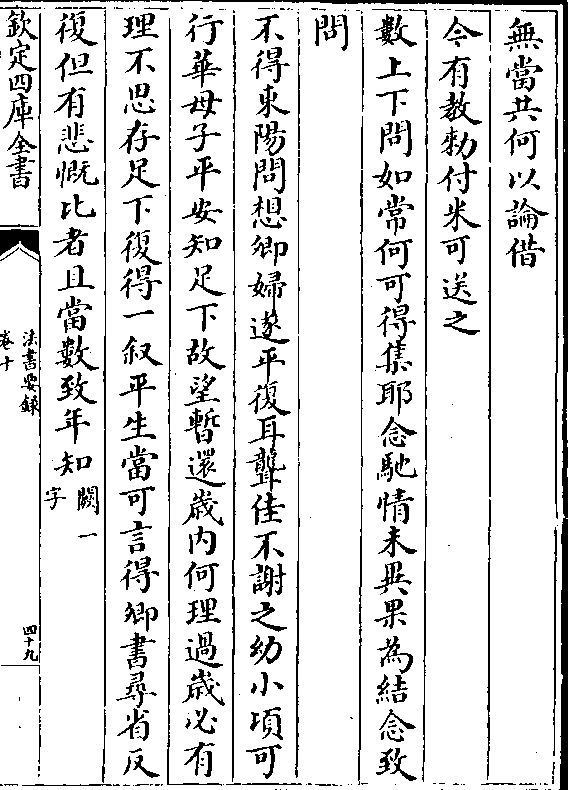 無當共何以論借
今有教勑付米可送之
數上下問如常何可得集耶念馳情未果果為結念致
問
不得東陽問想卿婦遂平復耳聾佳不謝之幼小項可
行華母子平安知足下故望暫還歲内何理過歲必有
理不思存足下復得一叙平生當可言得卿書尋省反
復但有悲慨比者且當數致年知闕一字
欽定四庫全書
法書要録
卷十
四十九